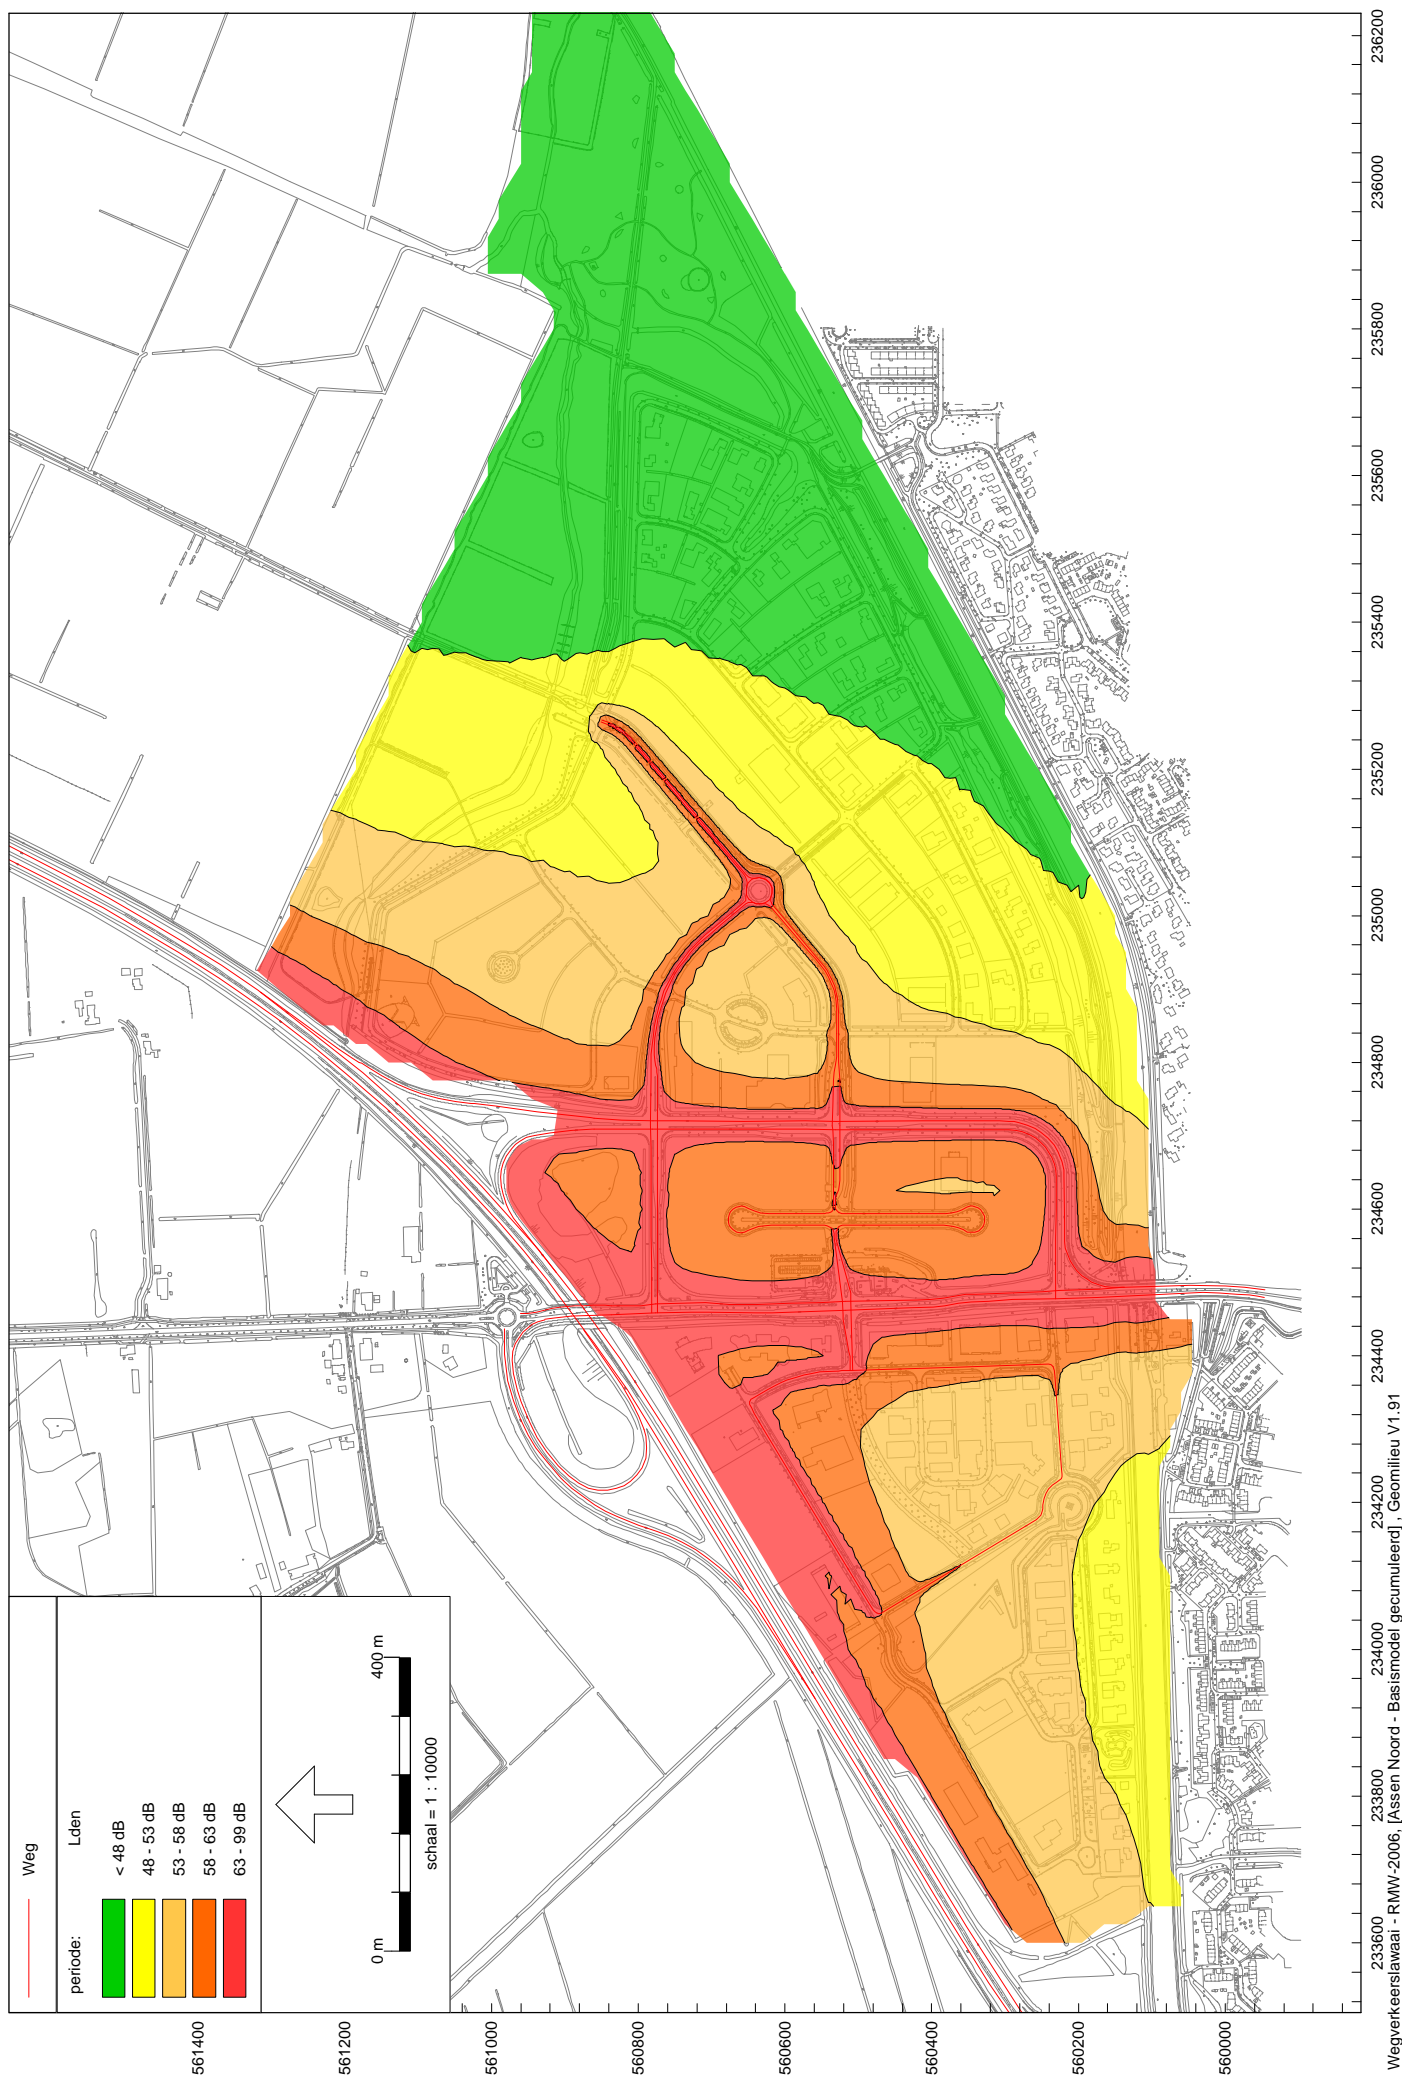 Weg
periode: Lden
< 48 dB
48 - 53 dB
53 - 58 dB
58 - 63 dB
63 - 99 dB
0 m 400 m
schaal = 1 : 10000
561400
561200
561000
560800
560600
560400
560200
560000
233600 233800 234000 234200 234400 234600 234800 235000 235200 235400 235600 235800 236000 236200
Wegverkeerslawaai - RMW-2006, [Assen Noord - Basismodel gecumuleerd] , Geomilieu V1.91